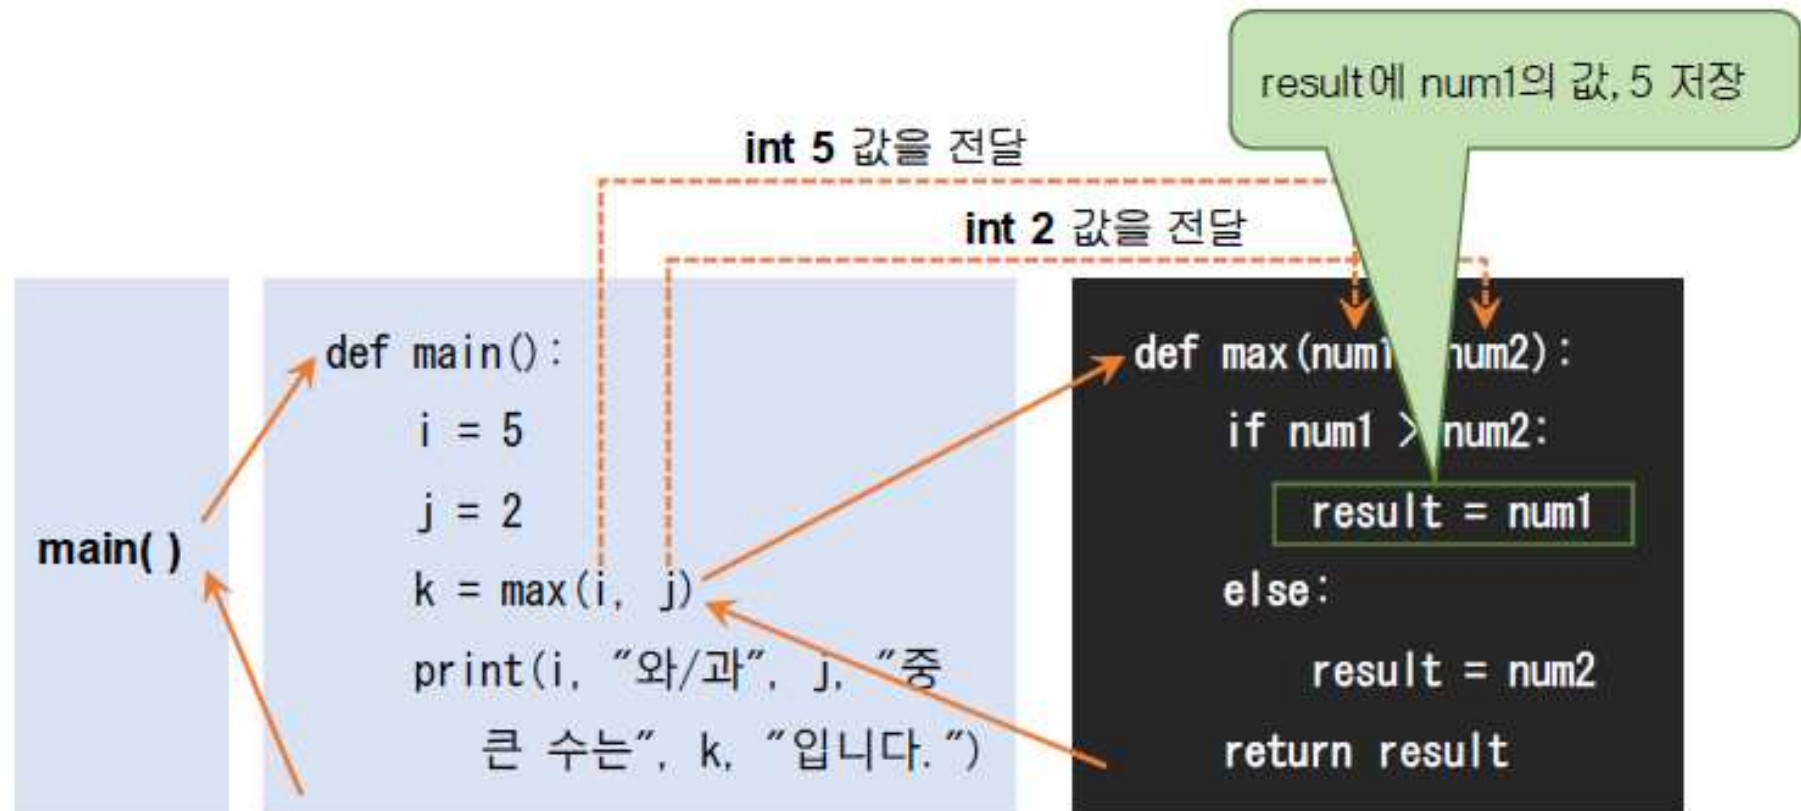 result에 num1의 값, 5 저장
int 5 값을 전달
int 2 값을 전달
main( )
def main():
i = 5
j = 2
k = max(i, j)
print(i, "와/과", j, "중
큰 수는", k, "입니다.")
def max(num1 num2):
if num1 > num2:
result = num1
else:
result = num2
return result